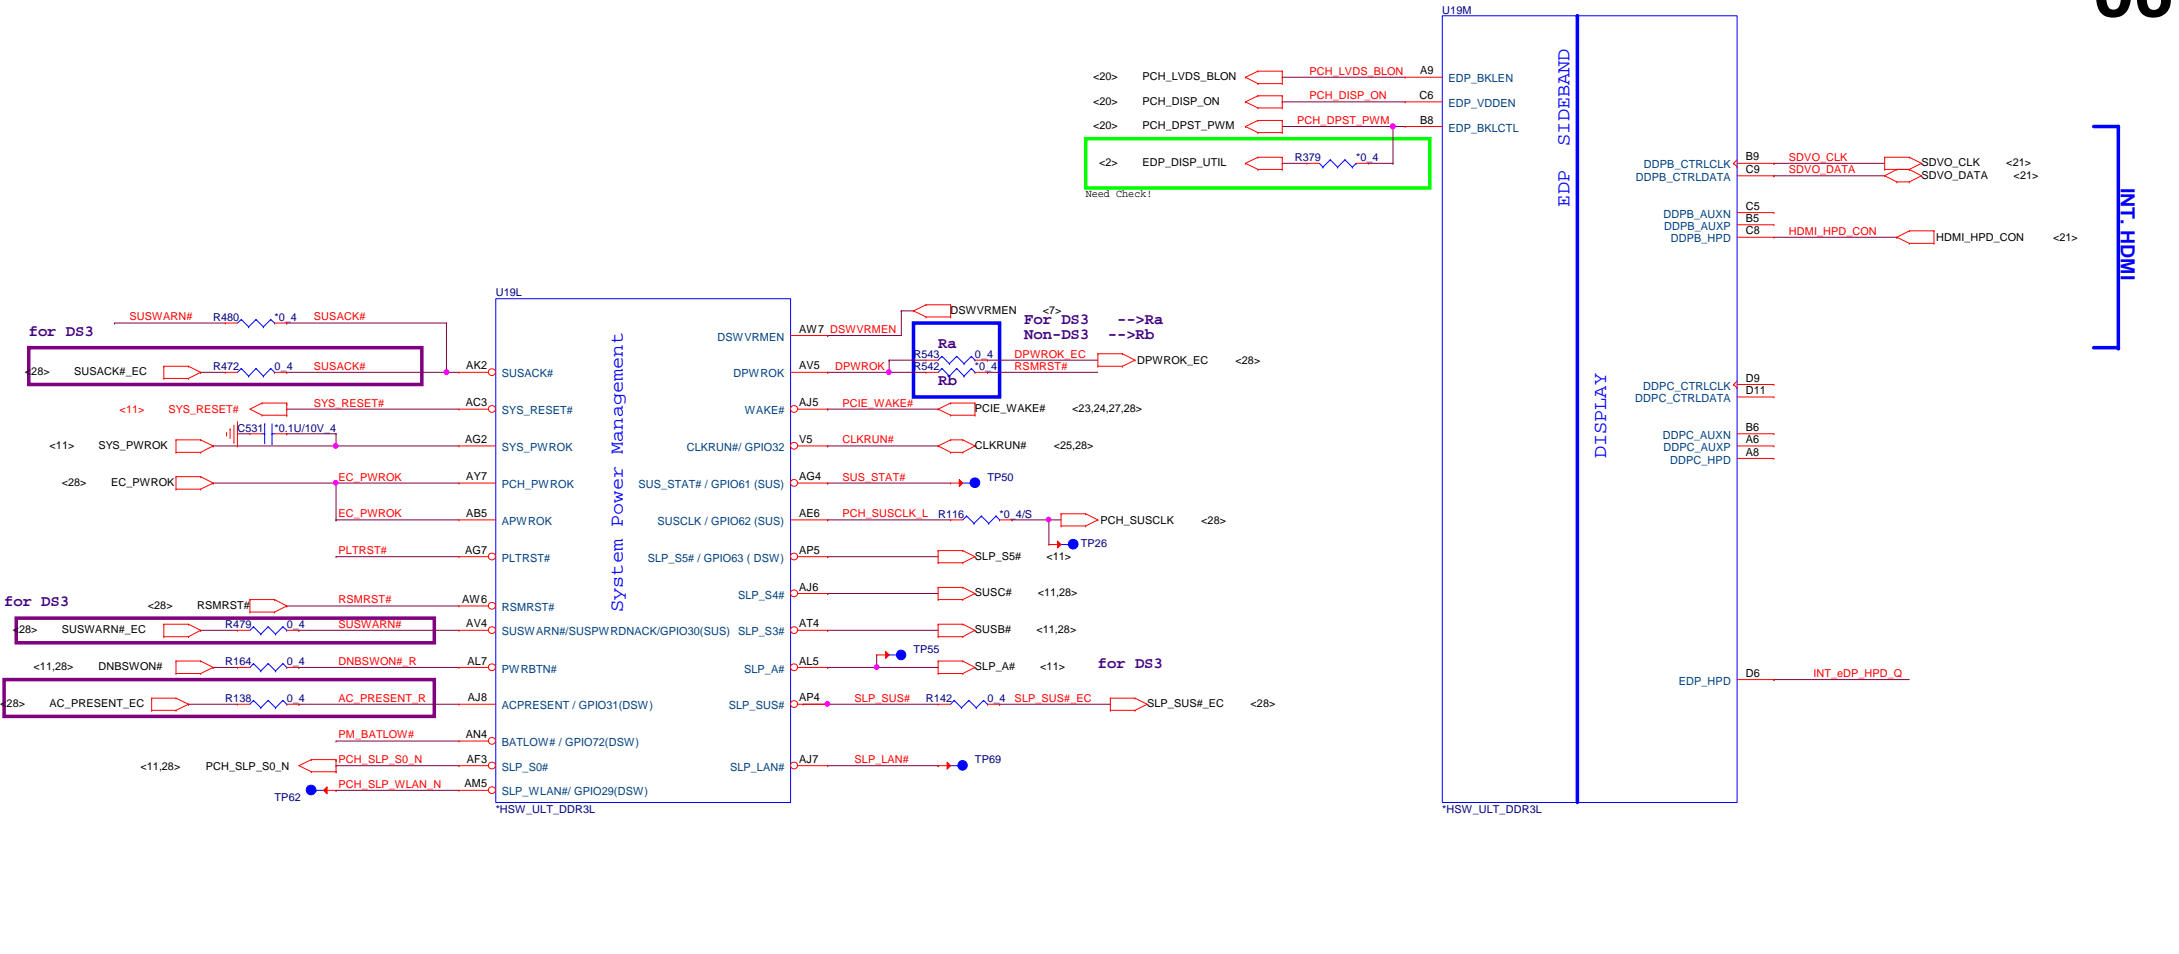 06
U19M
<20> PCH_LVDS_BLON PCH_LVDS_BLON A9 EDP_BKLEN
<20> PCH_DISP_ON PCH_DISP_ON C6 EDP_VDDEN
<20> PCH_DPST_PWM PCH_DPST_PWM B8 EDP_BKLCTL
<2> EDP_DISP_UTIL R379 *0_4
Need Check!
EDP SIDEBAND
DISPLAY
DDPB_CTRLCLK B9 SDVO_CLK SDVO_CLK <21>
DDPB_CTRLDATA C9 SDVO_DATA SDVO_DATA <21>
DDPB_AUXN C5
DDPB_AUXP B5
DDPB_HPD C8 HDMI_HPD_CON HDMI_HPD_CON <21>
INT. HDMI
DDPC_CTRLCLK D9
DDPC_CTRLDATA D11
DDPC_AUXN B6
DDPC_AUXP A6
DDPC_HPD A8
EDP_HPD D6 INT_eDP_HPD_Q
*HSW_ULT_DDR3L
U19L
System Power Management
SUSWARN# R480 *0_4 SUSACK#
for DS3
<28> SUSACK#_EC R472 0_4 SUSACK# AK2 SUSACK#
<11> SYS_RESET# SYS_RESET# AC3 SYS_RESET#
C531 *0.1U/10V_4
<11> SYS_PWROK AG2 SYS_PWROK
<28> EC_PWROK EC_PWROK AY7 PCH_PWROK
EC_PWROK AB5 APWROK
PLTRST# AG7 PLTRST#
for DS3
<28> RSMRST# RSMRST# AW6 RSMRST#
<28> SUSWARN#_EC R479 0_4 SUSWARN# AV4 SUSWARN#/SUSPWRDNACK/GPIO30(SUS)
<11,28> DNBSWON# R164 0_4 DNBSWON#_R AL7 PWRBTN#
<28> AC_PRESENT_EC R138 0_4 AC_PRESENT_R AJ8 ACPRESENT / GPIO31(DSW)
PM_BATLOW# AN4 BATLOW# / GPIO72(DSW)
<11,28> PCH_SLP_S0_N PCH_SLP_S0_N AF3 SLP_S0#
TP62 PCH_SLP_WLAN_N AM5 SLP_WLAN#/ GPIO29(DSW)
*HSW_ULT_DDR3L
DSWVRMEN AW7 DSWVRMEN DSWVRMEN <7>
For DS3 -->Ra
Non-DS3 -->Rb
Ra
R543 0_4 DPWROK_EC DPWROK_EC <28>
DPWROK AV5 DPWROK R542 *0_4 RSMRST#
Rb
WAKE# AJ5 PCIE_WAKE# PCIE_WAKE# <23,24,27,28>
CLKRUN#/ GPIO32 V5 CLKRUN# CLKRUN# <25,28>
SUS_STAT# / GPIO61 (SUS) AG4 SUS_STAT# TP50
SUSCLK / GPIO62 (SUS) AE6 PCH_SUSCLK_L R116 *0_4/S PCH_SUSCLK <28>
TP26
SLP_S5# / GPIO63 ( DSW) AP5 SLP_S5# <11>
SLP_S4# AJ6 SUSC# <11,28>
SLP_S3# AT4 SUSB# <11,28>
TP55
SLP_A# AL5 SLP_A# <11>
for DS3
SLP_SUS# AP4 SLP_SUS# R142 0_4 SLP_SUS#_EC SLP_SUS#_EC <28>
SLP_LAN# AJ7 SLP_LAN# TP69